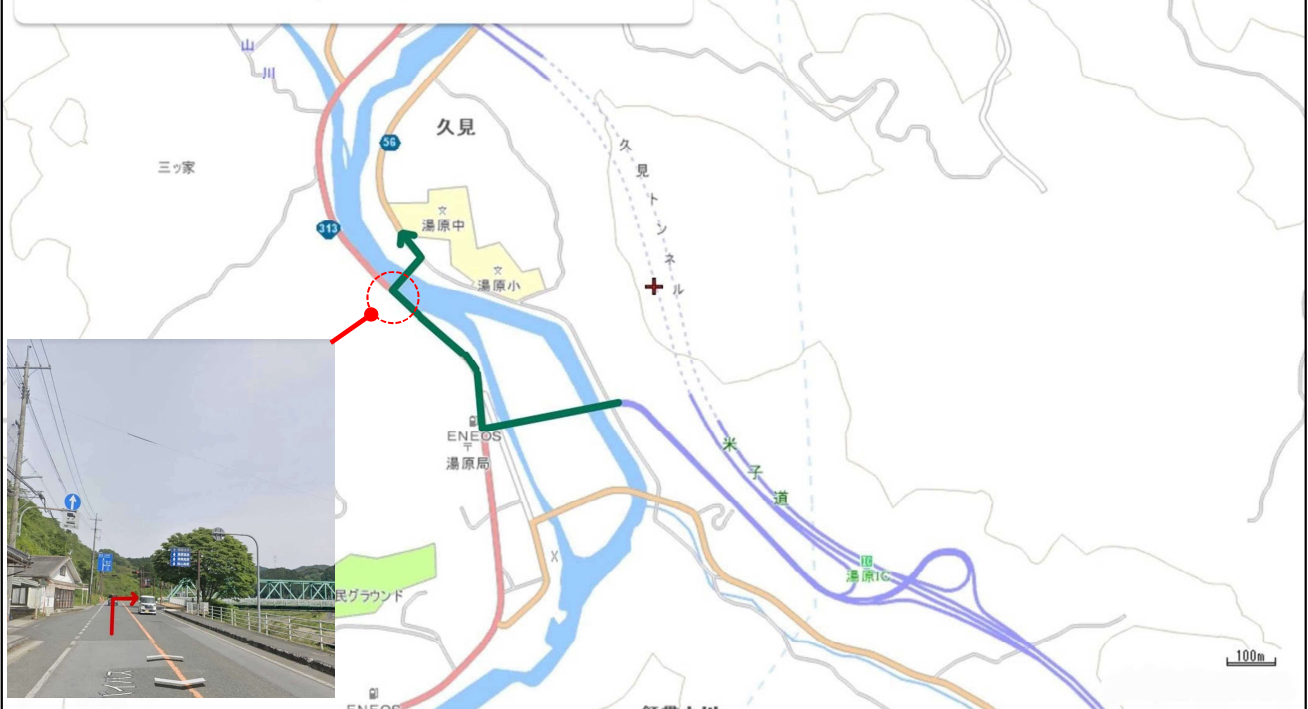 山
川
久見
56
三ッ家
久
見
ト
ン
ネ
ル
文
湯原中
313
文
湯原小
ENEOS
〒
湯原局
米
子
道
湯原IC
民グラウンド
100m
ENEOS